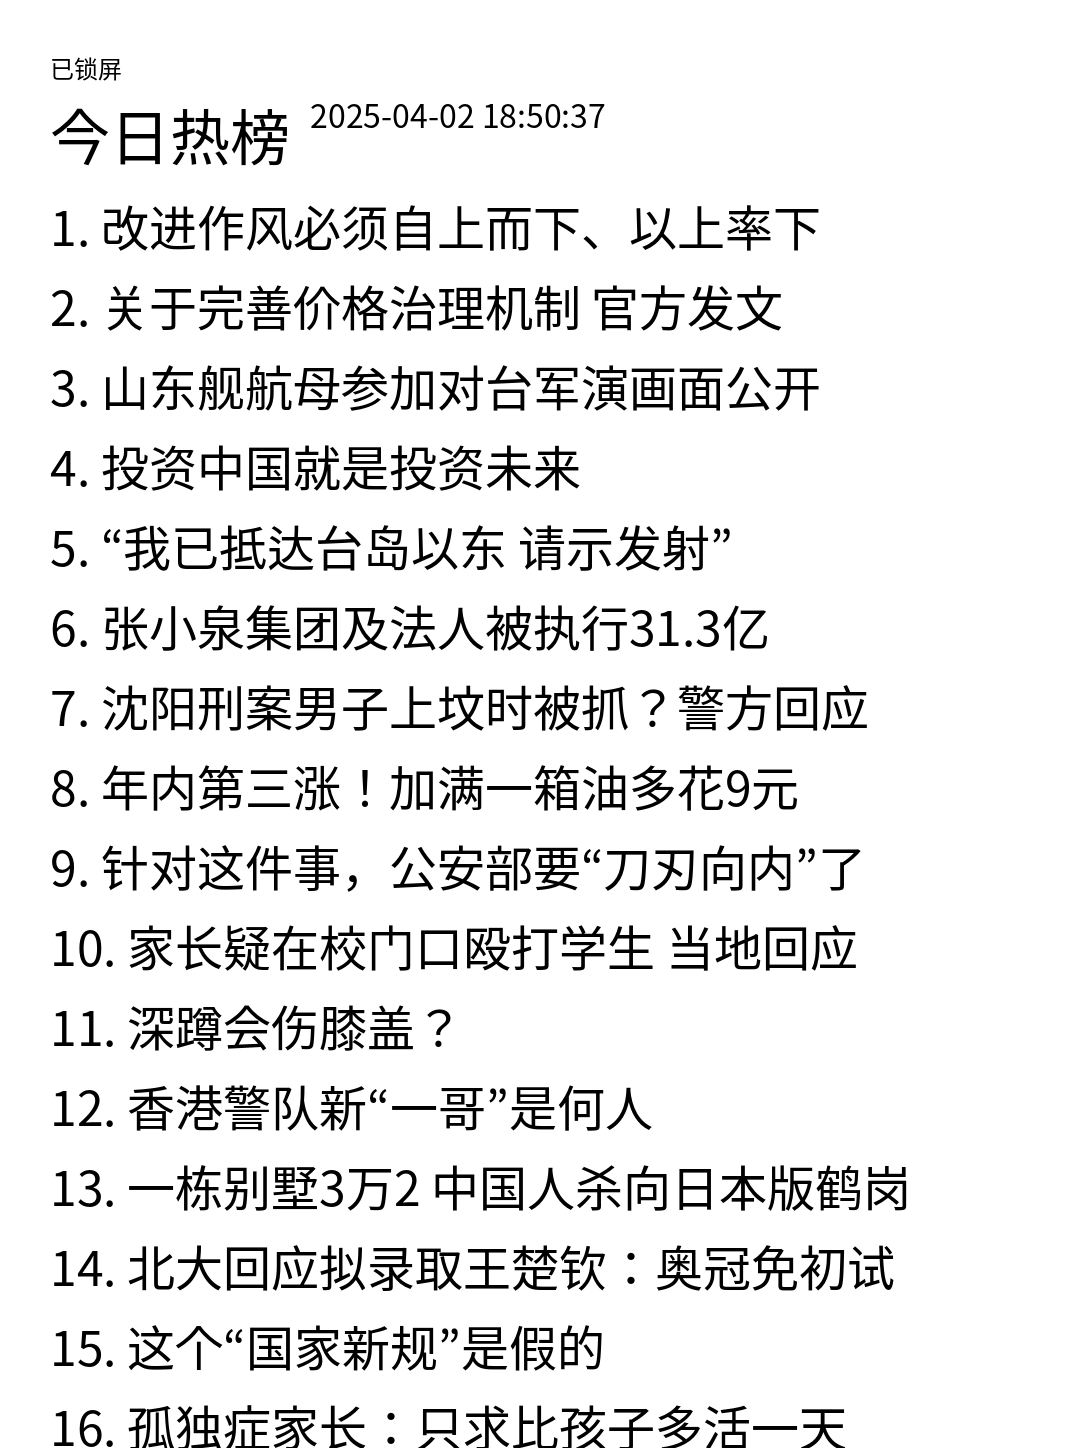 已锁屏
今日热榜 2025-04-02 18:50:37
1. 改进作风必须自上而下、以上率下
2. 关于完善价格治理机制 官方发文
3. 山东舰航母参加对台军演画面公开
4. 投资中国就是投资未来
5. “我已抵达台岛以东 请示发射”
6. 张小泉集团及法人被执行31.3亿
7. 沈阳刑案男子上坟时被抓？警方回应
8. 年内第三涨！加满一箱油多花9元
9. 针对这件事，公安部要“刀刃向内”了
10. 家长疑在校门口殴打学生 当地回应
11. 深蹲会伤膝盖？
12. 香港警队新“一哥”是何人
13. 一栋别墅3万2 中国人杀向日本版鹤岗
14. 北大回应拟录取王楚钦：奥冠免初试
15. 这个“国家新规”是假的
16. 孤独症家长：只求比孩子多活一天